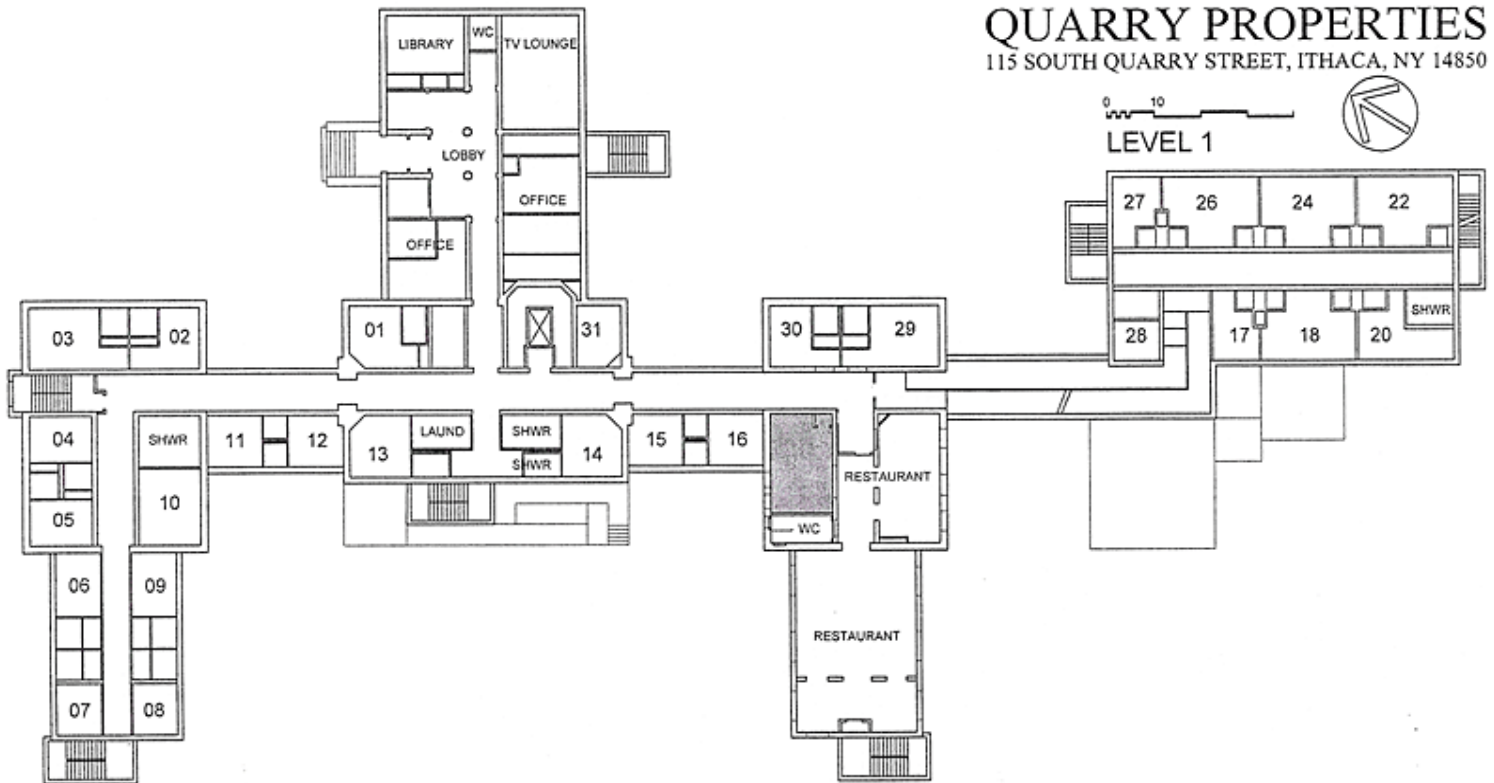 QUARRY PROPERTIES
115 SOUTH QUARRY STREET, ITHACA, NY 14850
0 10
LEVEL 1
LIBRARY
WC
TV LOUNGE
LOBBY
OFFICE
OFFICE
27
26
24
22
28
17
18
20
SHWR
03
02
01
31
30
29
04
SHWR
11
12
13
LAUND
SHWR
SHWR
14
15
16
RESTAURANT
05
10
WC
06
09
RESTAURANT
07
08